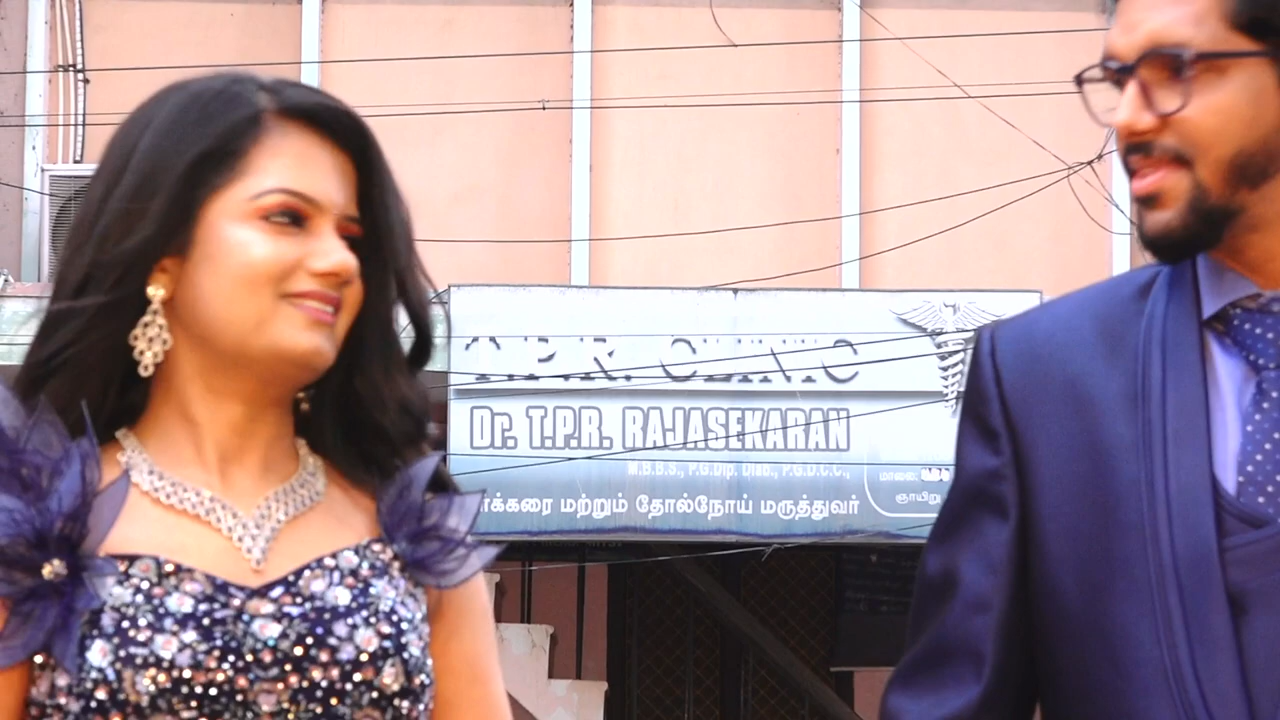 T.P.R. CLINIC
Dr. T.P.R. RAJASEKARAN
M.B.B.S., P.G.Dip. Diab., P.G.D.C.C.,
மாலை:
ஞாயிறு
மற்றும் தோல்நோய் மருத்துவர்